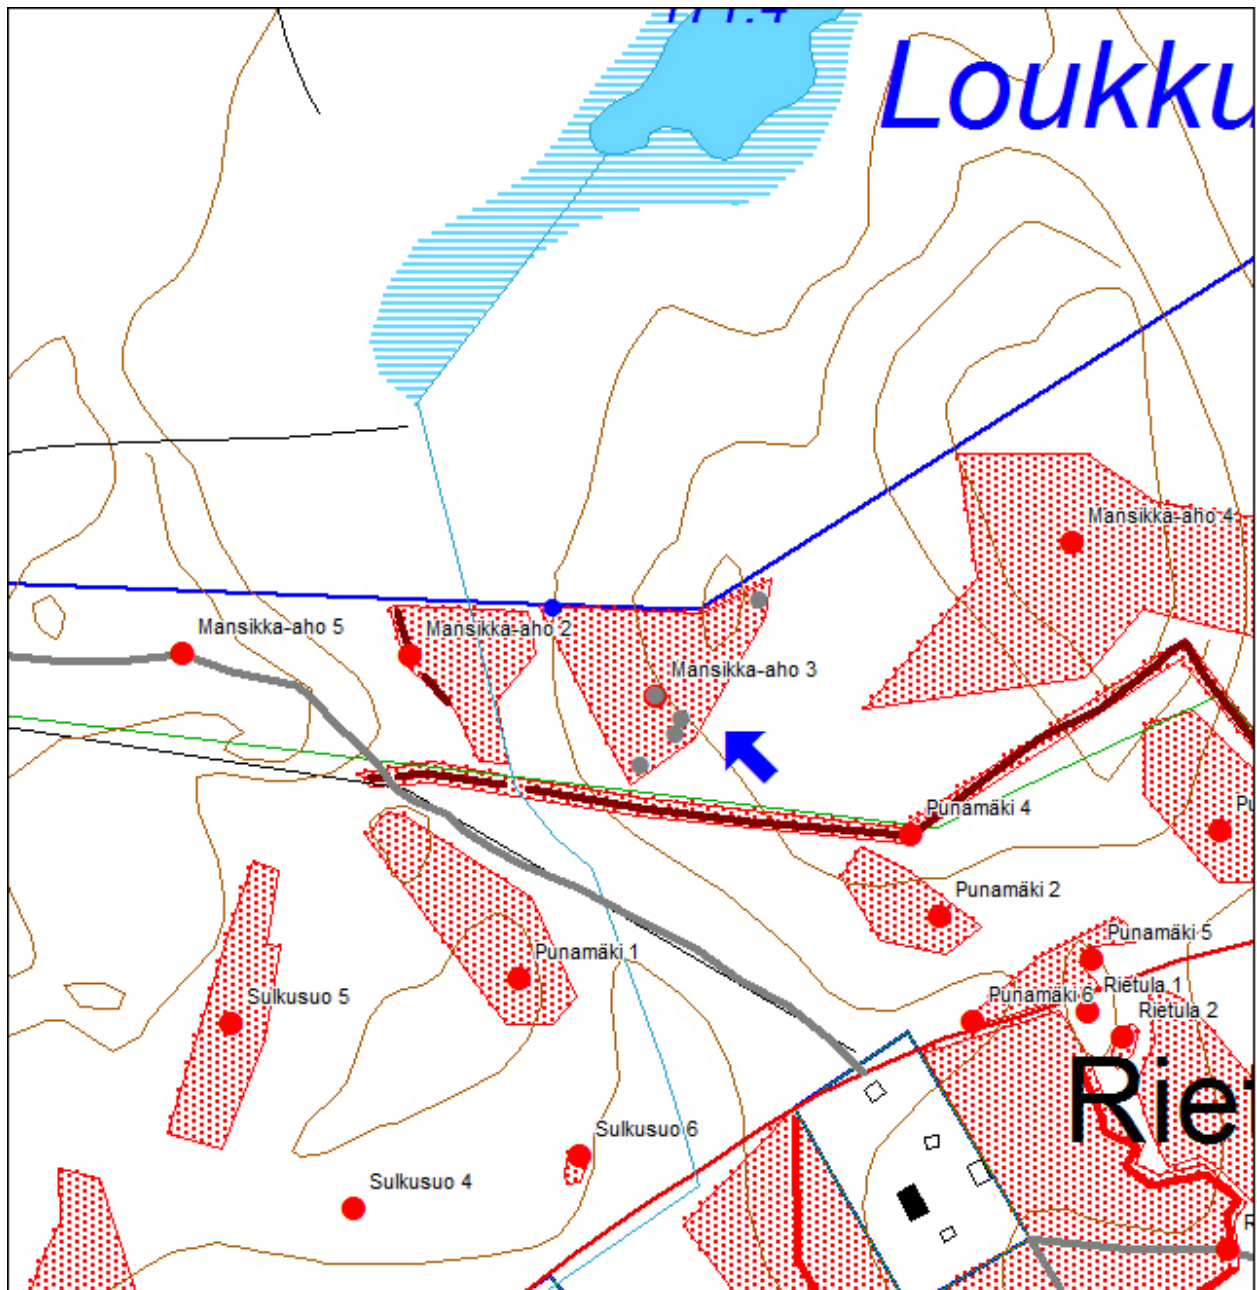 Loukku
Mansikka-aho 4
Mansikka-aho 5
Mansikka-aho 2
Mansikka-aho 3
Punamäki 4
Punamäki 2
Punamäki 5
Punamäki 1
Rietula 1
Punamäki 6
Sulkusuo 5
Rietula 2
Rie
Sulkusuo 6
Sulkusuo 4